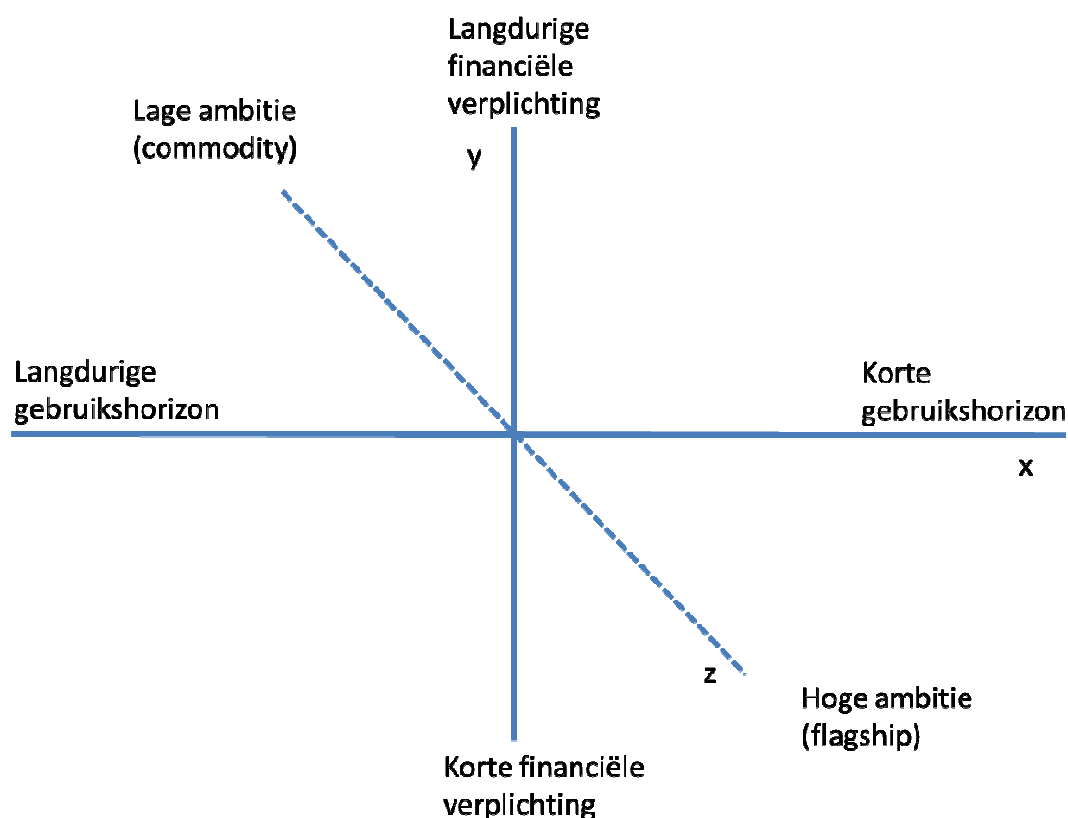 Langdurige
financiële
verplichting
Lage ambitie
(commodity)
y
Langdurige
gebruikshorizon
Korte
gebruikshorizon
x
z
Hoge ambitie
(flagship)
Korte financiële
verplichting